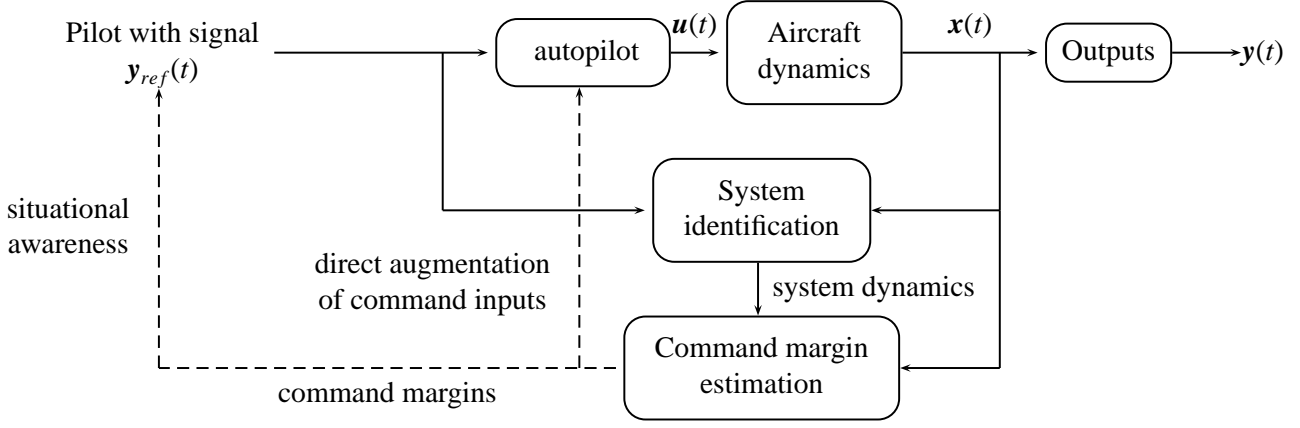 Pilot with signal
y_ref(t)
autopilot
u(t)
Aircraft
dynamics
x(t)
Outputs
y(t)
situational
awareness
System
identification
direct augmentation
of command inputs
system dynamics
Command margin
estimation
command margins